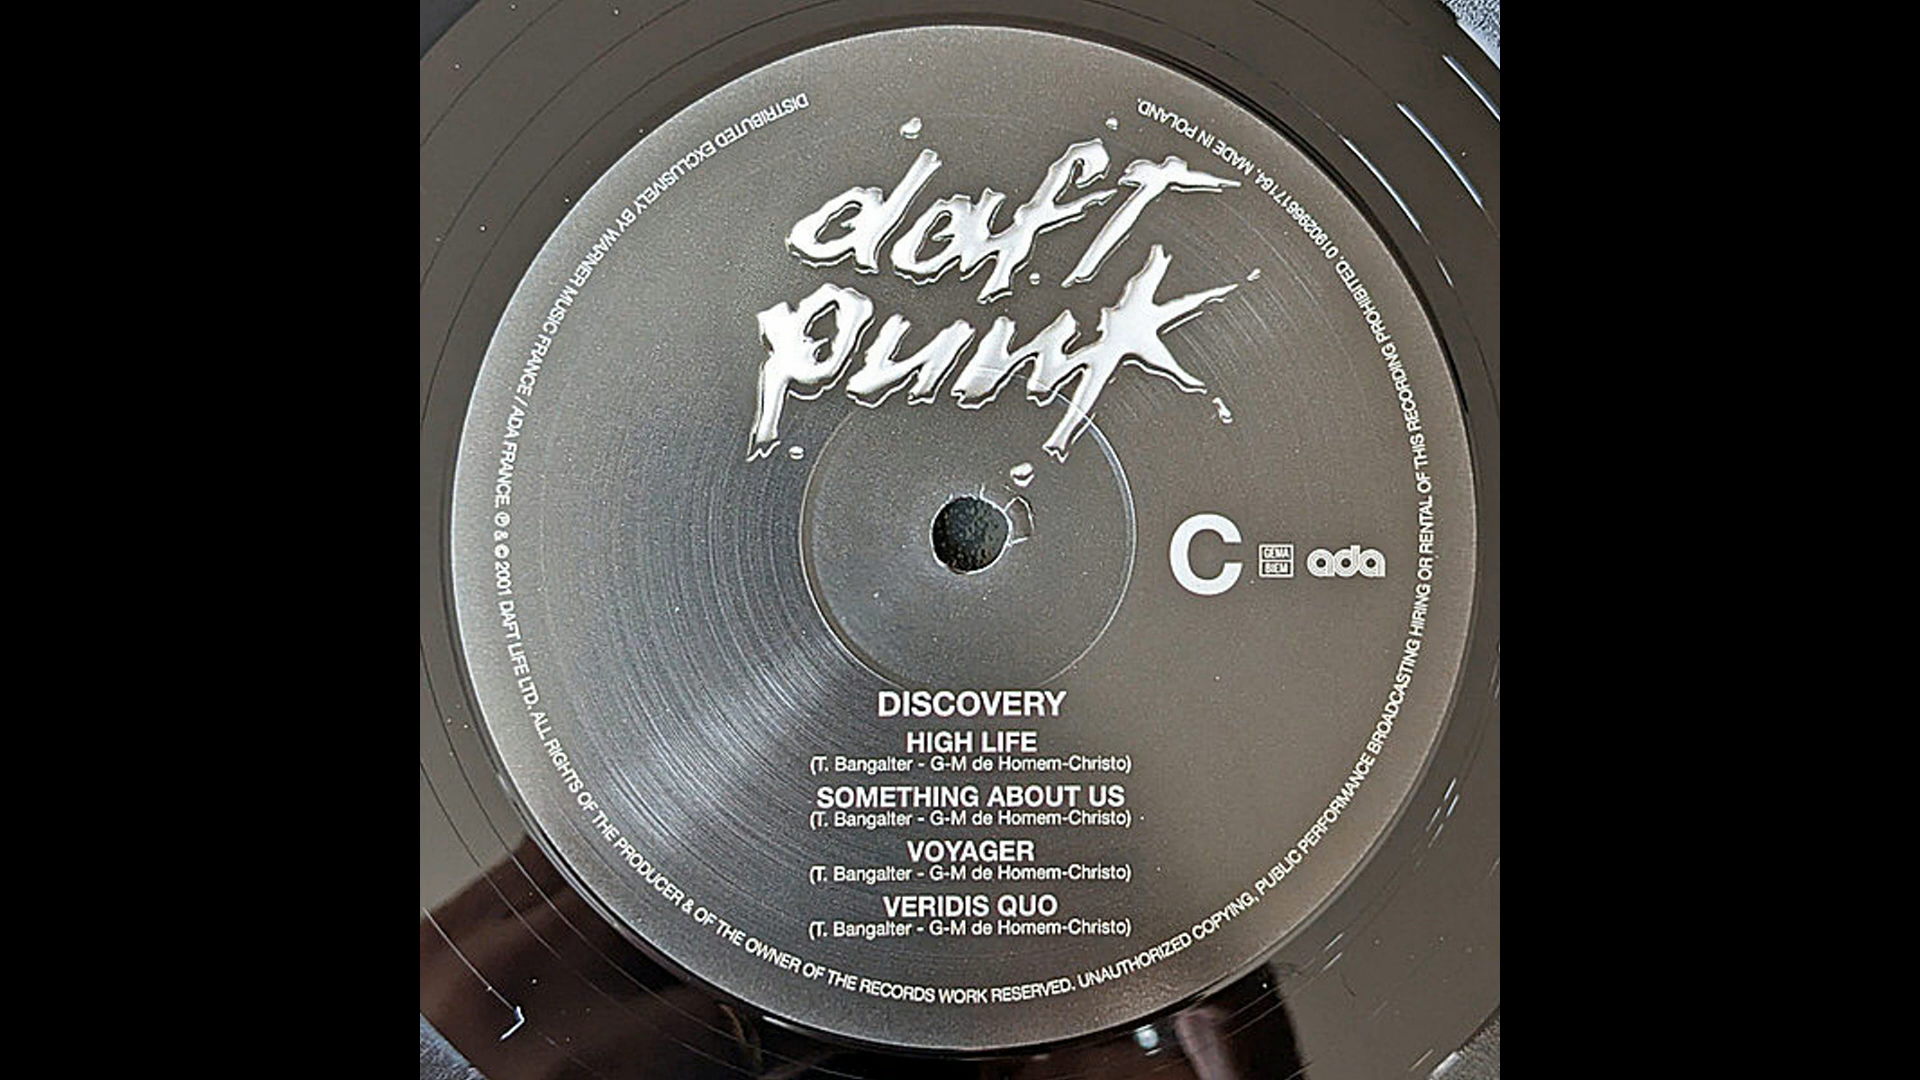 daft
punk
C
GEMA
BIEM
ada
DISCOVERY
HIGH LIFE
(T. Bangalter - G-M de Homem-Christo)
SOMETHING ABOUT US
(T. Bangalter - G-M de Homem-Christo)
VOYAGER
(T. Bangalter - G-M de Homem-Christo)
VERIDIS QUO
(T. Bangalter - G-M de Homem-Christo)
DISTRIBUTED EXCLUSIVELY BY WARNER MUSIC FRANCE / ADA FRANCE. ℗ & © 2001 DAFT LIFE LTD. ALL RIGHTS OF THE PRODUCER & OF THE OWNER OF THE RECORDS WORK RESERVED. UNAUTHORIZED COPYING, PUBLIC PERFORMANCE BROADCASTING HIRING OR RENTAL OF THIS RECORDING PROHIBITED. 0190296617164. MADE IN POLAND.